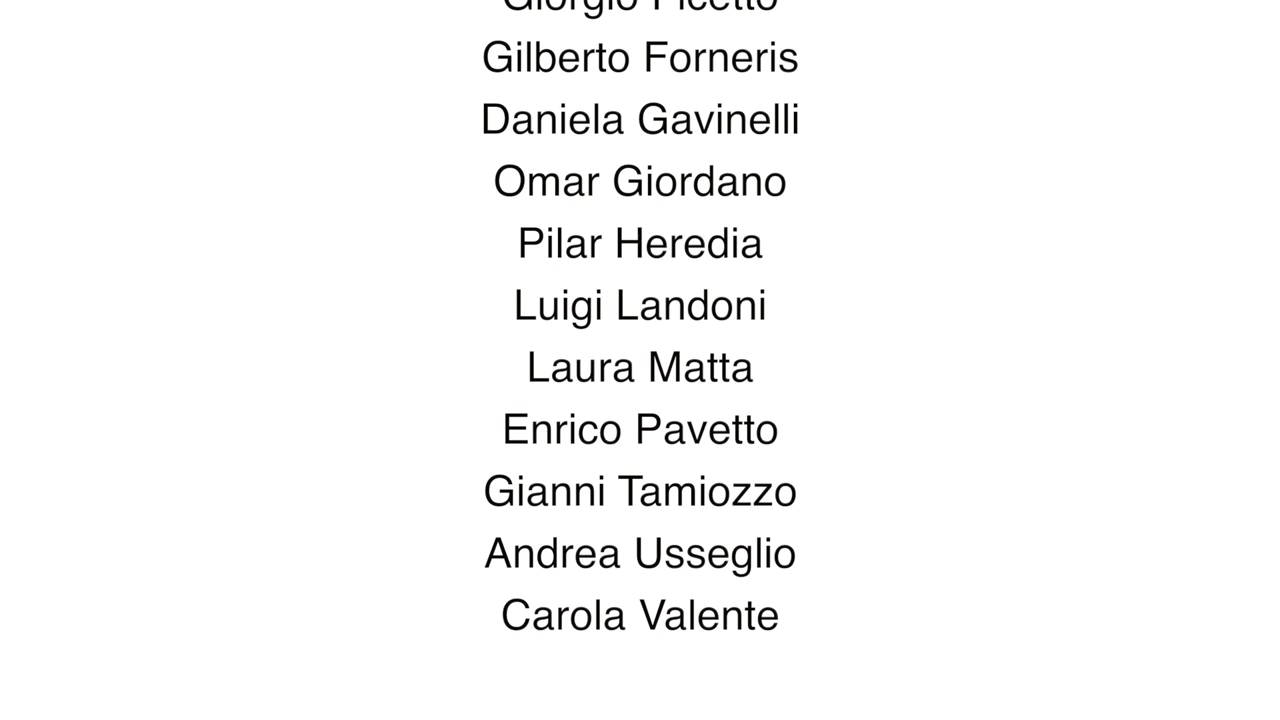 Giorgio
Gilberto Forneris
Daniela Gavinelli
Omar Giordano
Pilar Heredia
Luigi Landoni
Laura Matta
Enrico Pavetto
Gianni Tamiozzo
Andrea Usseglio
Carola Valente